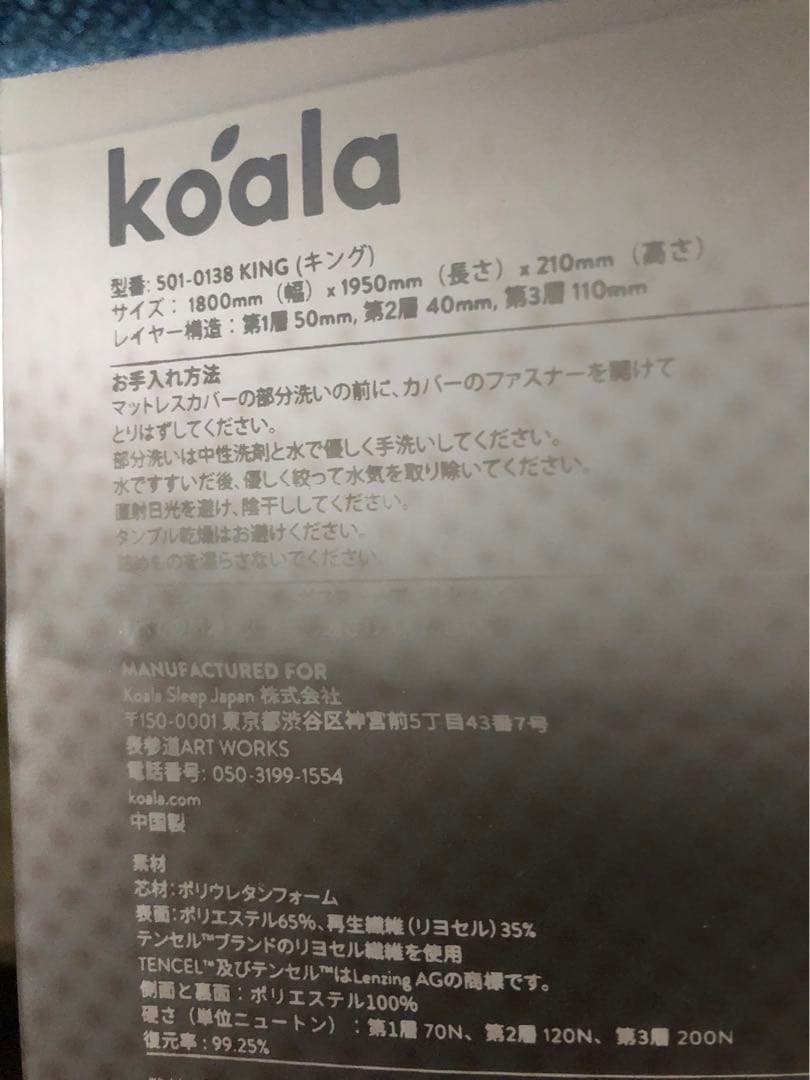 koala
型番: 501-0138 KING (キング)
サイズ: 1800mm (幅) x 1950mm (長さ) x 210mm (高さ)
レイヤー構造: 第1層 50mm, 第2層 40mm, 第3層 110mm
お手入れ方法
マットレスカバーの部分洗いの前に、カバーのファスナーを開けて
とりはずしてください。
部分洗いは中性洗剤と水で優しく手洗いしてください。
水ですすいだ後、優しく絞って水気を取り除いてください。
直射日光を避け、陰干ししてください。
タンブル乾燥はお避けください。
詰めものを濡らさないでください
MANUFACTURED FOR
Koala Sleep Japan 株式会社
〒150-0001 東京都渋谷区神宮前5丁目43番7号
表参道ART WORKS
電話番号: 050-3199-1554
koala.com
中国製
素材
芯材: ポリウレタンフォーム
表面: ポリエステル65%、再生繊維 (リヨセル) 35%
テンセル™ブランドのリヨセル繊維を使用
TENCEL™及びテンセル™はLenzing AGの商標です。
側面と裏面: ポリエステル100%
硬さ (単位ニュートン) : 第1層 70N、第2層 120N、第3層 200N
復元率: 99.25%